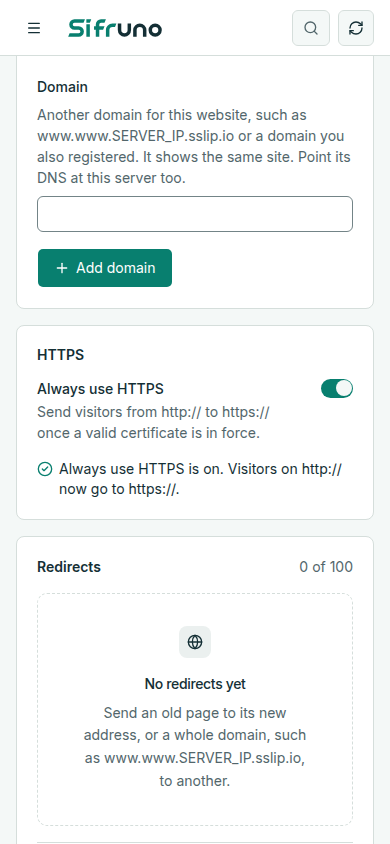 Sifruno
Domain
Another domain for this website, such as
www.www.SERVER_IP.sslip.io or a domain you
also registered. It shows the same site. Point its
DNS at this server too.
Add domain
HTTPS
Always use HTTPS
Send visitors from http:// to https://
once a valid certificate is in force.
Always use HTTPS is on. Visitors on http://
now go to https://.
Redirects
0 of 100
No redirects yet
Send an old page to its new
address, or a whole domain, such
as www.www.SERVER_IP.sslip.io,
to another.